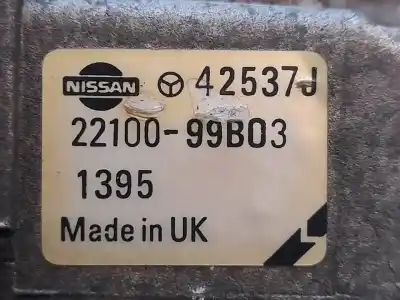 NISSAN 42537J
22100-99B03
1395
Made in UK